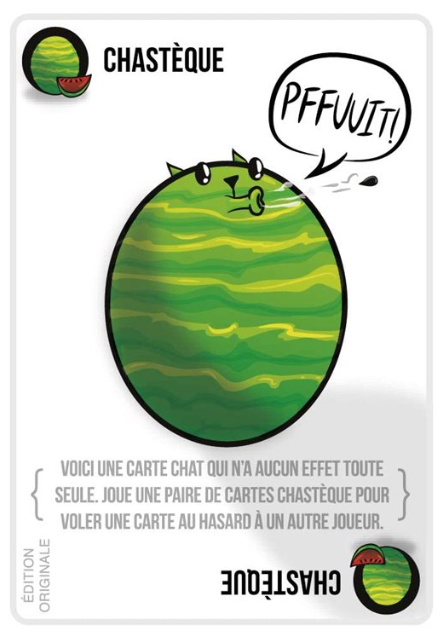 CHASTÈQUE
PFFUUIT!
VOICI UNE CARTE CHAT QUI N'A AUCUN EFFET TOUTE
SEULE. JOUE UNE PAIRE DE CARTES CHASTÈQUE POUR
VOLER UNE CARTE AU HASARD À UN AUTRE JOUEUR.
ÉDITION
ORIGINALE
CHASTÈQUE